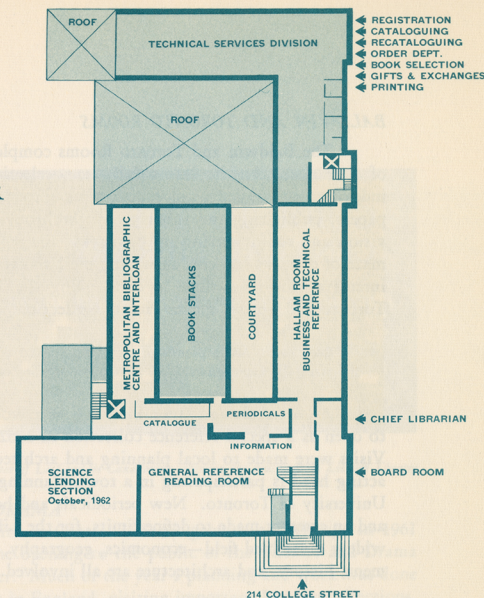 ROOF
TECHNICAL SERVICES DIVISION
REGISTRATION
CATALOGUING
RECATALOGUING
ORDER DEPT.
BOOK SELECTION
GIFTS & EXCHANGES
PRINTING
ROOF
METROPOLITAN BIBLIOGRAPHIC
CENTRE AND INTERLOAN
BOOK STACKS
COURTYARD
HALLAM ROOM
BUSINESS AND TECHNICAL
REFERENCE
PERIODICALS
CATALOGUE
CHIEF LIBRARIAN
INFORMATION
SCIENCE
LENDING
SECTION
October, 1962
GENERAL REFERENCE
READING ROOM
BOARD ROOM
214 COLLEGE STREET